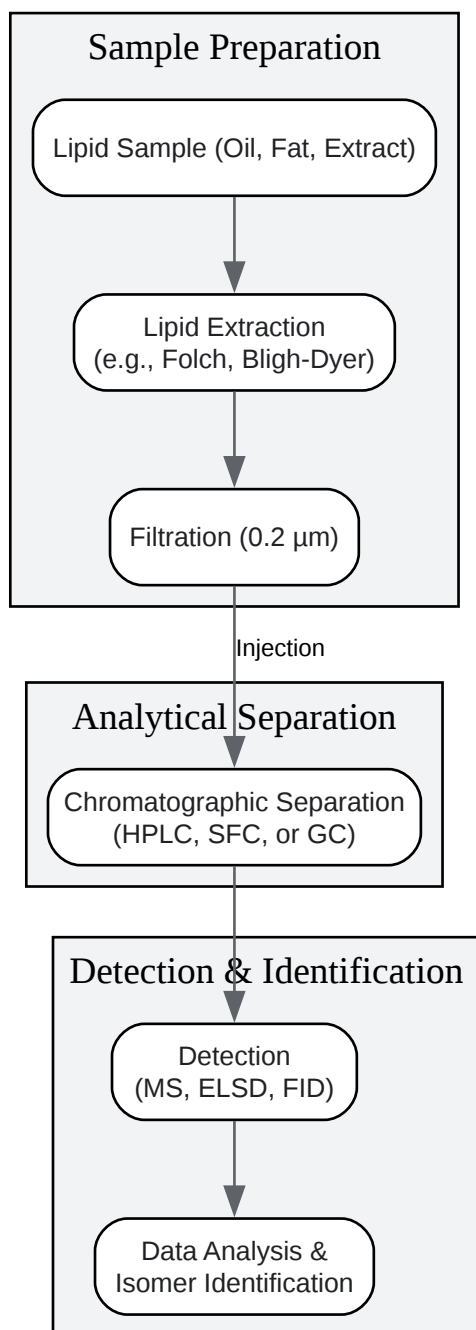 Sample Preparation
Lipid Sample (Oil, Fat, Extract)
Lipid Extraction
(e.g., Folch, Bligh-Dyer)
Filtration (0.2 µm)
Injection
Analytical Separation
Chromatographic Separation
(HPLC, SFC, or GC)
Detection & Identification
Detection
(MS, ELSD, FID)
Data Analysis &
Isomer Identification